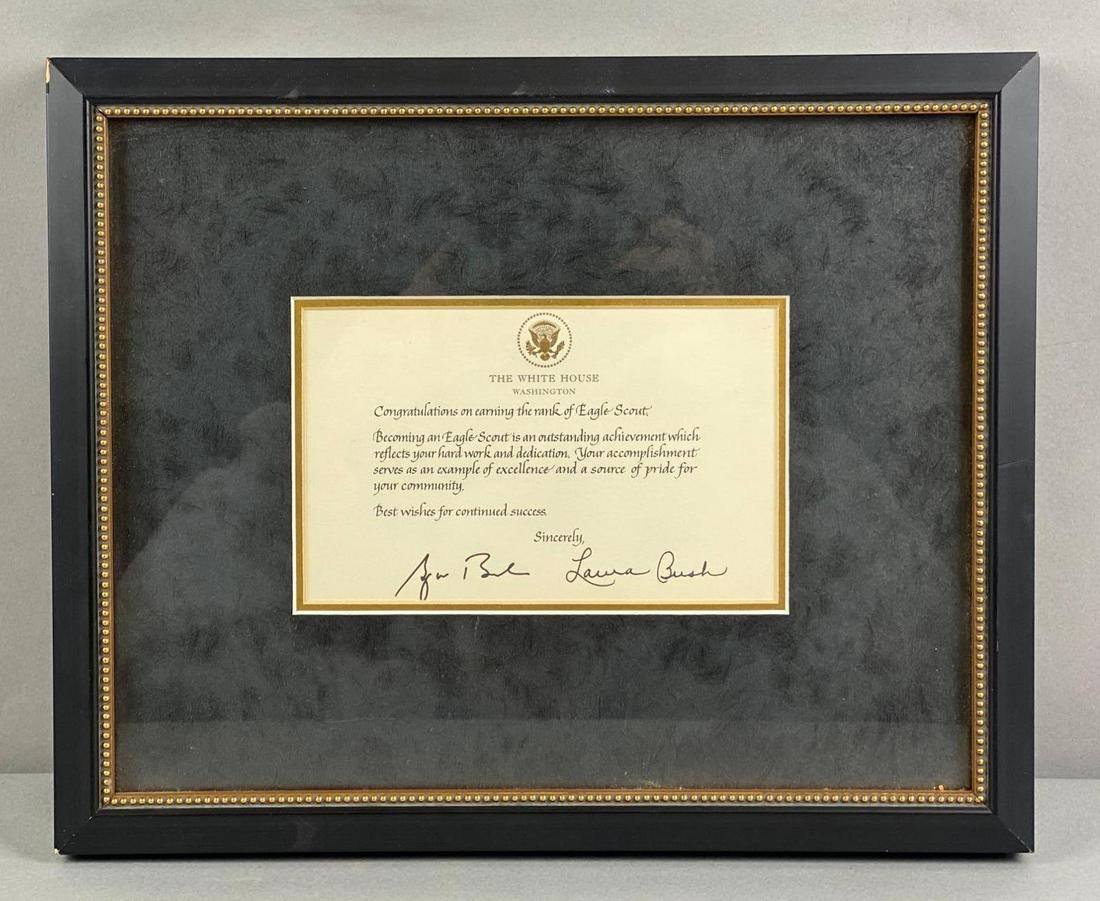 THE WHITE HOUSE
WASHINGTON
Congratulations on earning the rank of Eagle Scout.
Becoming an Eagle Scout is an outstanding achievement which
reflects your hard work and dedication. Your accomplishment
serves as an example of excellence and a source of pride for
your community.
Best wishes for continued success.
Sincerely,
Laura Bush